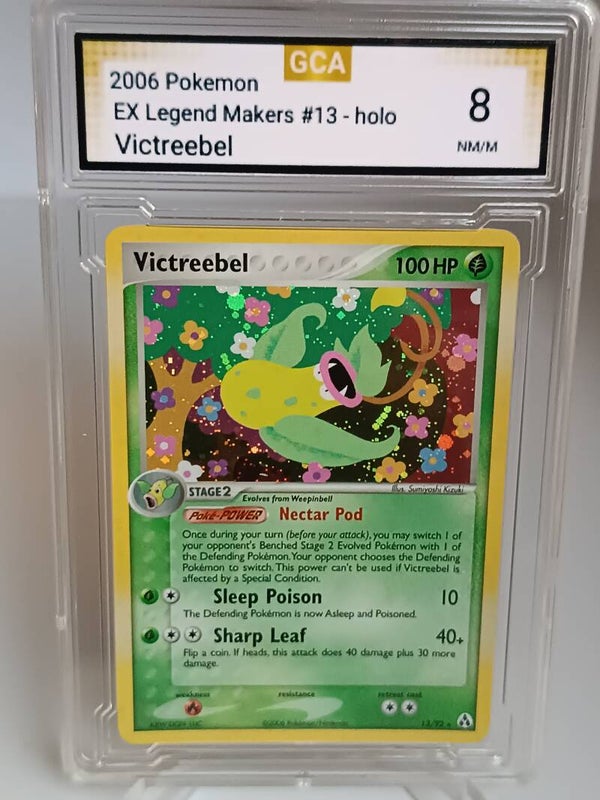 GCA
2006 Pokemon
EX Legend Makers #13 - holo
Victreebel
8
NM/M
Victreebel
100 HP
Illus. Sumiyoshi Kizuki
STAGE 2
Evolves from Weepinbell
Poké-POWER Nectar Pod
Once during your turn (before your attack), you may switch 1 of
your opponent's Benched Stage 2 Evolved Pokémon with 1 of
the Defending Pokémon. Your opponent chooses the Defending
Pokémon to switch. This power can't be used if Victreebel is
affected by a Special Condition.
Sleep Poison 10
The Defending Pokémon is now Asleep and Poisoned.
Sharp Leaf 40+
Flip a coin. If heads, this attack does 40 damage plus 30 more
damage.
weakness resistance retreat cost
©2006 Pokémon/Nintendo
13/92